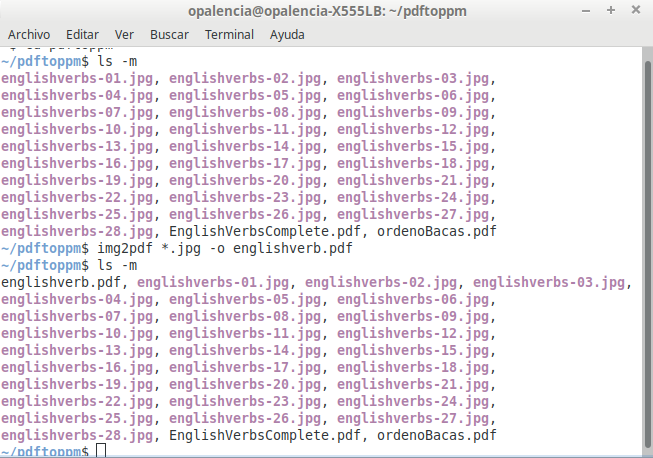 opalencia@opalencia-X555LB: ~/pdftoppm
Archivo Editar Ver Buscar Terminal Ayuda
~/pdftoppm$ ls -m
englishverbs-01.jpg, englishverbs-02.jpg, englishverbs-03.jpg,
englishverbs-04.jpg, englishverbs-05.jpg, englishverbs-06.jpg,
englishverbs-07.jpg, englishverbs-08.jpg, englishverbs-09.jpg,
englishverbs-10.jpg, englishverbs-11.jpg, englishverbs-12.jpg,
englishverbs-13.jpg, englishverbs-14.jpg, englishverbs-15.jpg,
englishverbs-16.jpg, englishverbs-17.jpg, englishverbs-18.jpg,
englishverbs-19.jpg, englishverbs-20.jpg, englishverbs-21.jpg,
englishverbs-22.jpg, englishverbs-23.jpg, englishverbs-24.jpg,
englishverbs-25.jpg, englishverbs-26.jpg, englishverbs-27.jpg,
englishverbs-28.jpg, EnglishVerbsComplete.pdf, ordenoBacas.pdf
~/pdftoppm$ img2pdf *.jpg -o englishverb.pdf
~/pdftoppm$ ls -m
englishverb.pdf, englishverbs-01.jpg, englishverbs-02.jpg, englishverbs-03.jpg,
englishverbs-04.jpg, englishverbs-05.jpg, englishverbs-06.jpg,
englishverbs-07.jpg, englishverbs-08.jpg, englishverbs-09.jpg,
englishverbs-10.jpg, englishverbs-11.jpg, englishverbs-12.jpg,
englishverbs-13.jpg, englishverbs-14.jpg, englishverbs-15.jpg,
englishverbs-16.jpg, englishverbs-17.jpg, englishverbs-18.jpg,
englishverbs-19.jpg, englishverbs-20.jpg, englishverbs-21.jpg,
englishverbs-22.jpg, englishverbs-23.jpg, englishverbs-24.jpg,
englishverbs-25.jpg, englishverbs-26.jpg, englishverbs-27.jpg,
englishverbs-28.jpg, EnglishVerbsComplete.pdf, ordenoBacas.pdf
~/pdftoppm$